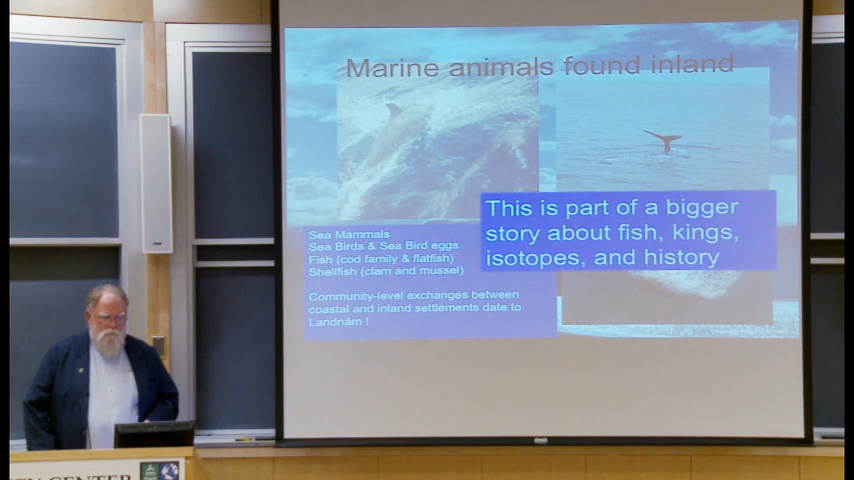 Marine animals found inland
This is part of a bigger
story about fish, kings,
isotopes, and history
Sea Mammals
Sea Birds & Sea Bird eggs
Fish (cod family & flatfish)
Shellfish (clam and mussel)
Community-level exchanges between
coastal and inland settlements date to
Landnám !
CENTER